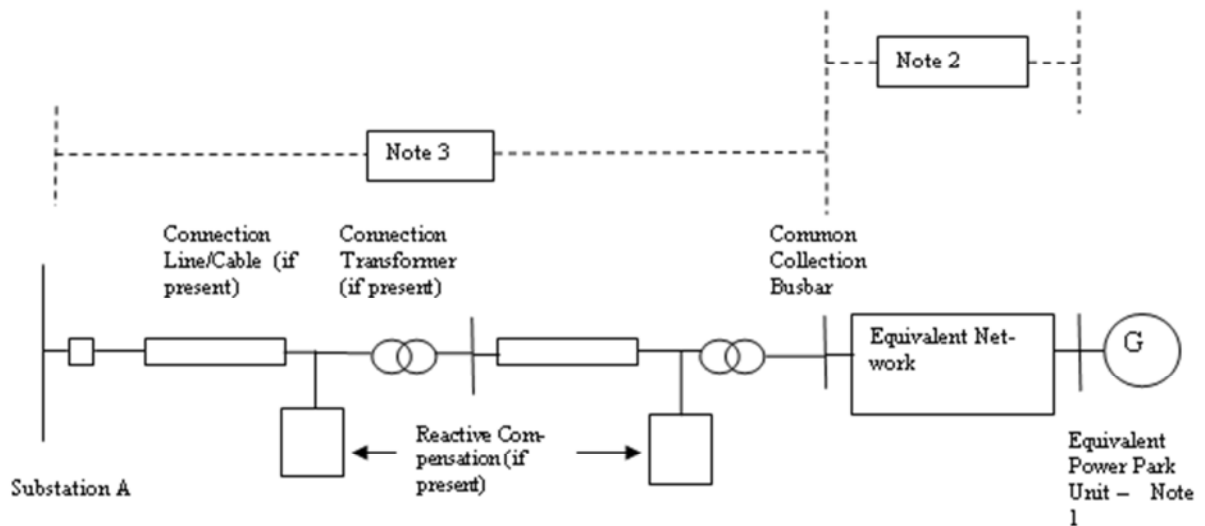 Note 2
Note 3
Connection
Line/Cable (if
present)
Connection
Transformer
(if present)
Common
Collection
Busbar
Equivalent Net-
work
G
Reactive Com-
pensation (if
present)
Substation A
Equivalent
Power Park
Unit – Note
1